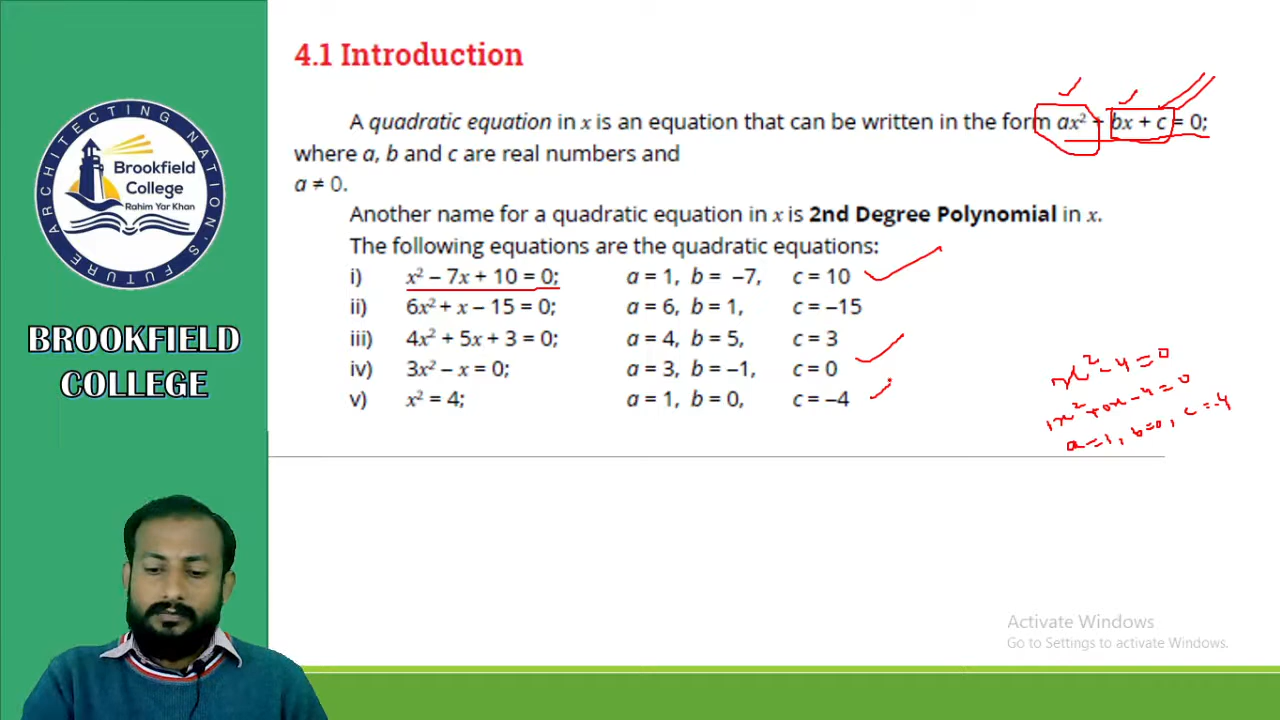 4.1 Introduction
A quadratic equation in x is an equation that can be written in the form ax² + bx + c = 0;
where a, b and c are real numbers and
a ≠ 0.
Another name for a quadratic equation in x is 2nd Degree Polynomial in x.
The following equations are the quadratic equations:
i) x² – 7x + 10 = 0; a = 1, b = –7, c = 10
ii) 6x² + x – 15 = 0; a = 6, b = 1, c = –15
iii) 4x² + 5x + 3 = 0; a = 4, b = 5, c = 3
iv) 3x² – x = 0; a = 3, b = –1, c = 0
v) x² = 4; a = 1, b = 0, c = –4
x² – 4 = 0
1x² + 0x – 4 = 0
a = 1, b = 0, c = -4
ARCHITECTING NATION'S FUTURE
Brookfield
College
Rahim Yar Khan
BROOKFIELD
COLLEGE
Activate Windows
Go to Settings to activate Windows.